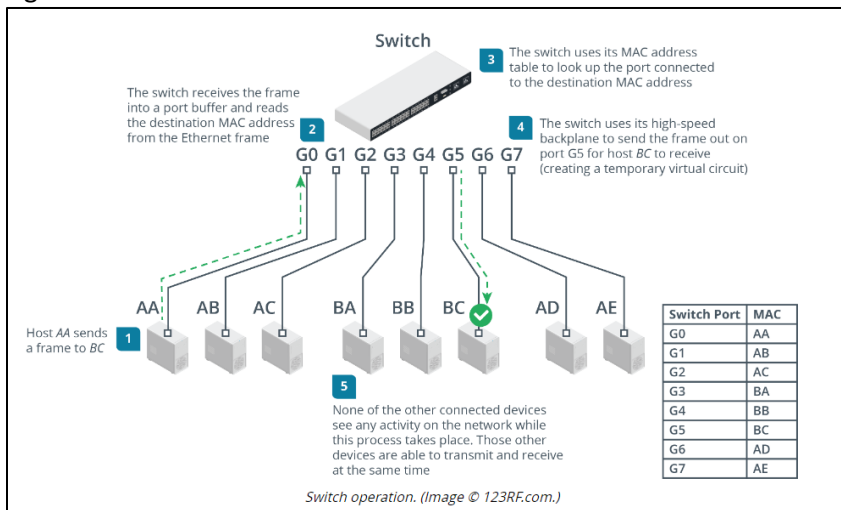 Switch
3
The switch uses its MAC address
table to look up the port connected
to the destination MAC address
The switch receives the frame
into a port buffer and reads
the destination MAC address
from the Ethernet frame
2
4
The switch uses its high-speed
backplane to send the frame out on
port G5 for host BC to receive
(creating a temporary virtual circuit)
G0 G1 G2 G3 G4 G5 G6 G7
AA AB AC BA BB BC AD AE
Host AA sends
a frame to BC
1
5
None of the other connected devices
see any activity on the network while
this process takes place. Those other
devices are able to transmit and receive
at the same time
Switch Port MAC
G0 AA
G1 AB
G2 AC
G3 BA
G4 BB
G5 BC
G6 AD
G7 AE
Switch operation. (Image © 123RF.com.)